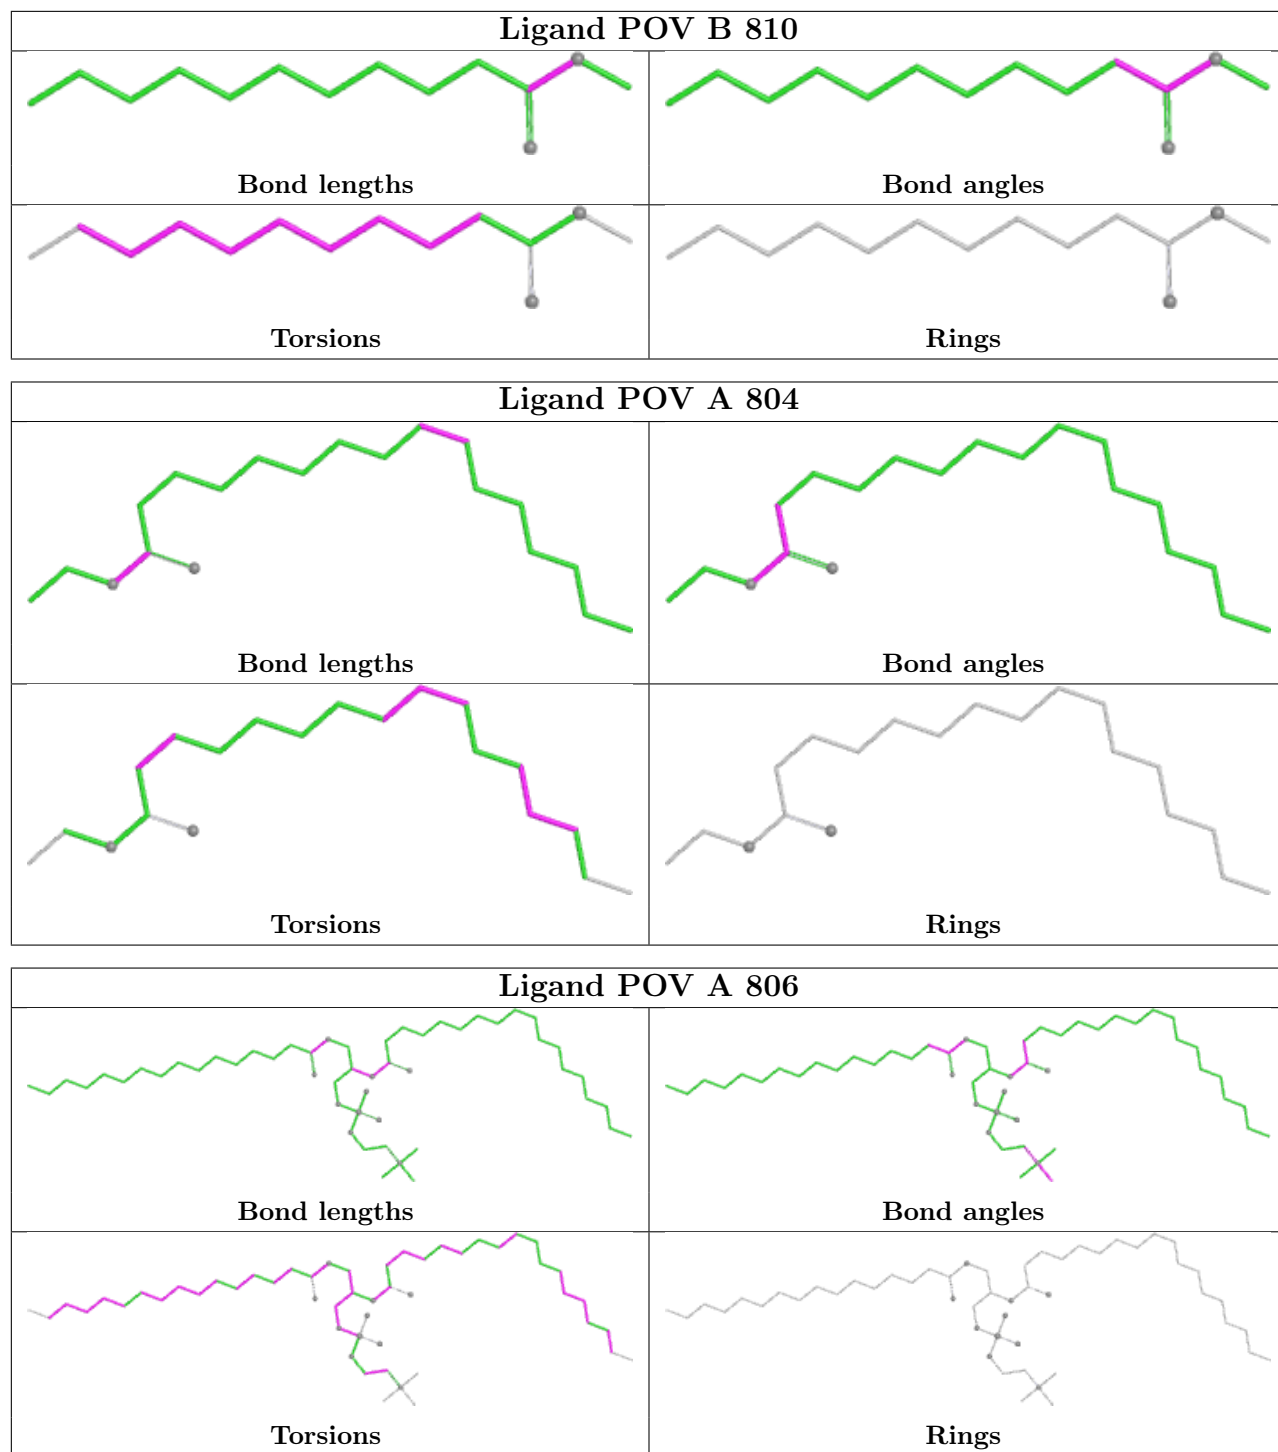 Ligand POV B 810
Bond lengths
Bond angles
Torsions
Rings
Ligand POV A 804
Bond lengths
Bond angles
Torsions
Rings
Ligand POV A 806
Bond lengths
Bond angles
Torsions
Rings